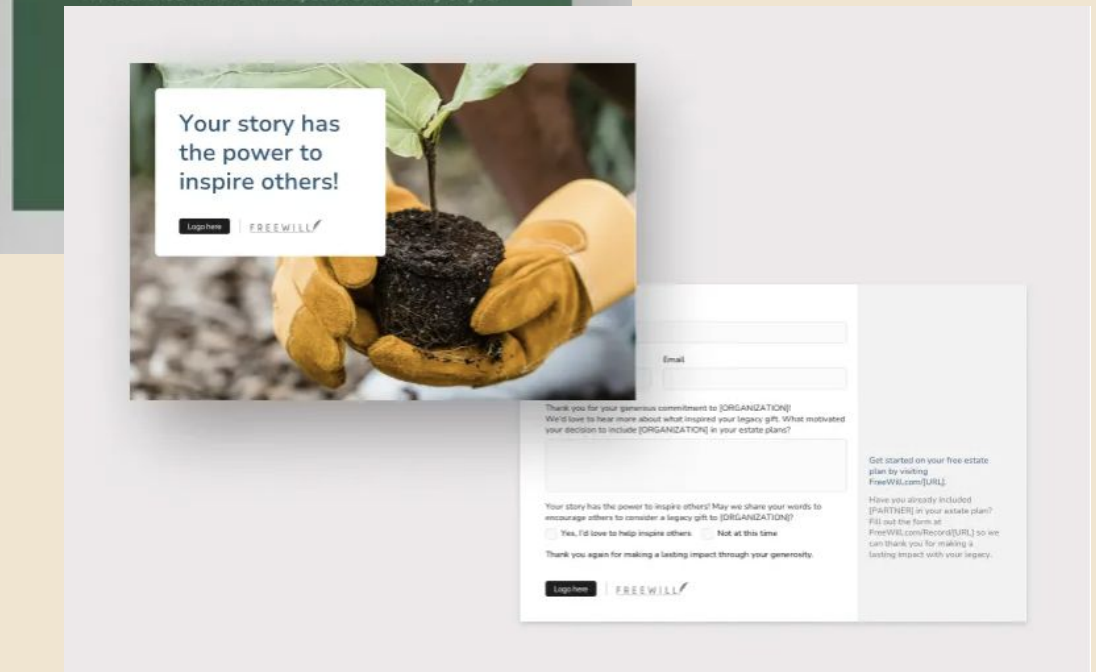 Your story has
the power to
inspire others!
Logo here
FREEWILL
Email
Thank you for your generous commitment to [ORGANIZATION]!
We'd love to hear more about what inspired your legacy gift. What motivated
your decision to include [ORGANIZATION] in your estate plans?
Your story has the power to inspire others! May we share your words to
encourage others to consider a legacy gift to [ORGANIZATION]?
Yes, I'd love to help inspire others
Not at this time
Thank you again for making a lasting impact through your generosity.
Logo here
FREEWILL
Get started on your free estate
plan by visiting
FreeWill.com/[URL].
Have you already included
[PARTNER] in your estate plan?
Fill out the form at
FreeWill.com/Record/[URL] so we
can thank you for making a
lasting impact with your legacy.